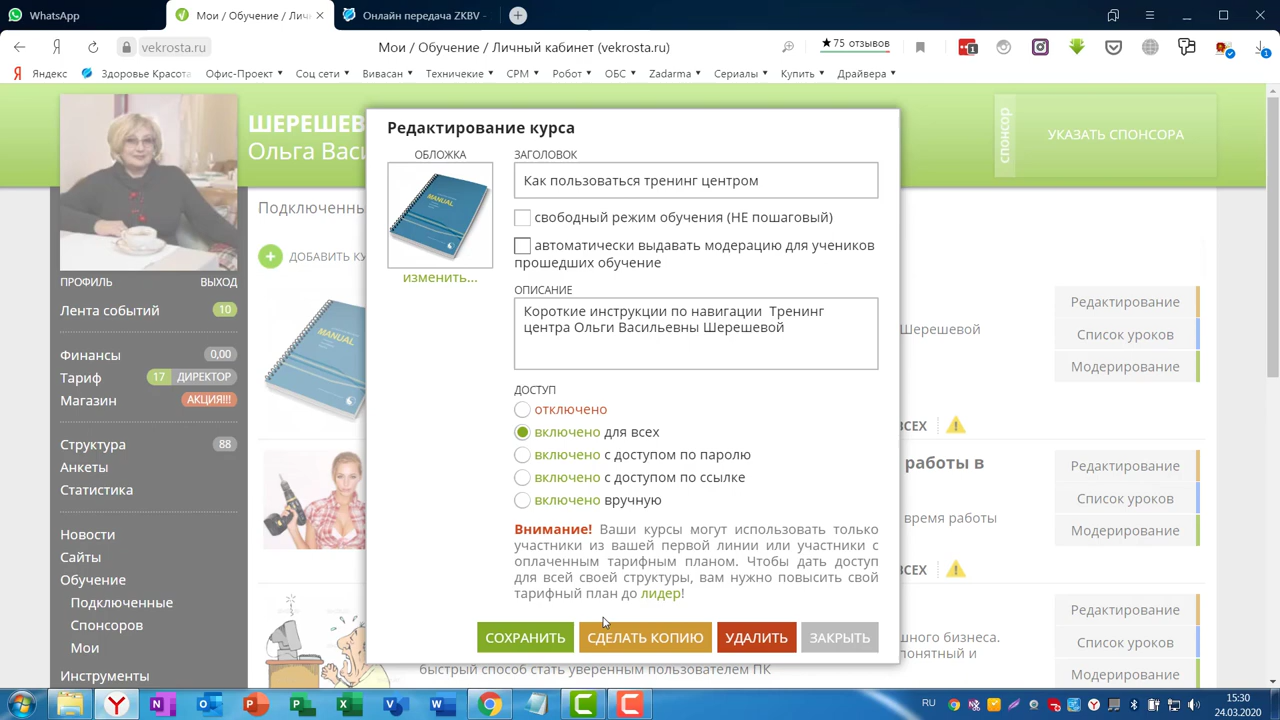 WhatsApp
Мои / Обучение / Личн
Онлайн передача ZKBV -
vekrosta.ru
Мои / Обучение / Личный кабинет (vekrosta.ru)
★75 отзывов
Яндекс
Здоровье Красота
Офис-Проект
Соц сети
Вивасан
Техничекие
СРМ
Робот
ОБС
Zadarma
Сериалы
Купить
Драйвера
ШЕРЕШЕВ
Ольга Васи
спонсор
УКАЗАТЬ СПОНСОРА
ПРОФИЛЬ
ВЫХОД
Лента событий 10
Финансы 0,00
Тариф 17 ДИРЕКТОР
Магазин АКЦИЯ!!!
Структура 88
Анкеты
Статистика
Новости
Сайты
Обучение
Подключенные
Спонсоров
Мои
Инструменты
Подключенны
ДОБАВИТЬ КУ
MANUAL
Редактирование курса
ОБЛОЖКА
MANUAL
изменить...
ЗАГОЛОВОК
Как пользоваться тренинг центром
свободный режим обучения (НЕ пошаговый)
автоматически выдавать модерацию для учеников
прошедших обучение
ОПИСАНИЕ
Короткие инструкции по навигации Тренинг
центра Ольги Васильевны Шерешевой
ДОСТУП
отключено
включено для всех
включено с доступом по паролю
включено с доступом по ссылке
включено вручную
Внимание! Ваши курсы могут использовать только
участники из вашей первой линии или участники с
оплаченным тарифным планом. Чтобы дать доступ
для всей своей структуры, вам нужно повысить свой
тарифный план до лидер!
СОХРАНИТЬ
СДЕЛАТЬ КОПИЮ
УДАЛИТЬ
ЗАКРЫТЬ
Шерешевой
Редактирование
Список уроков
Модерирование
ВСЕХ
работы в
время работы
Редактирование
Список уроков
Модерирование
ВСЕХ
шного бизнеса.
понятный и
быстрый способ стать уверенным пользователем ПК
Редактирование
Список уроков
Модерирование
RU
15:30
24.03.2020